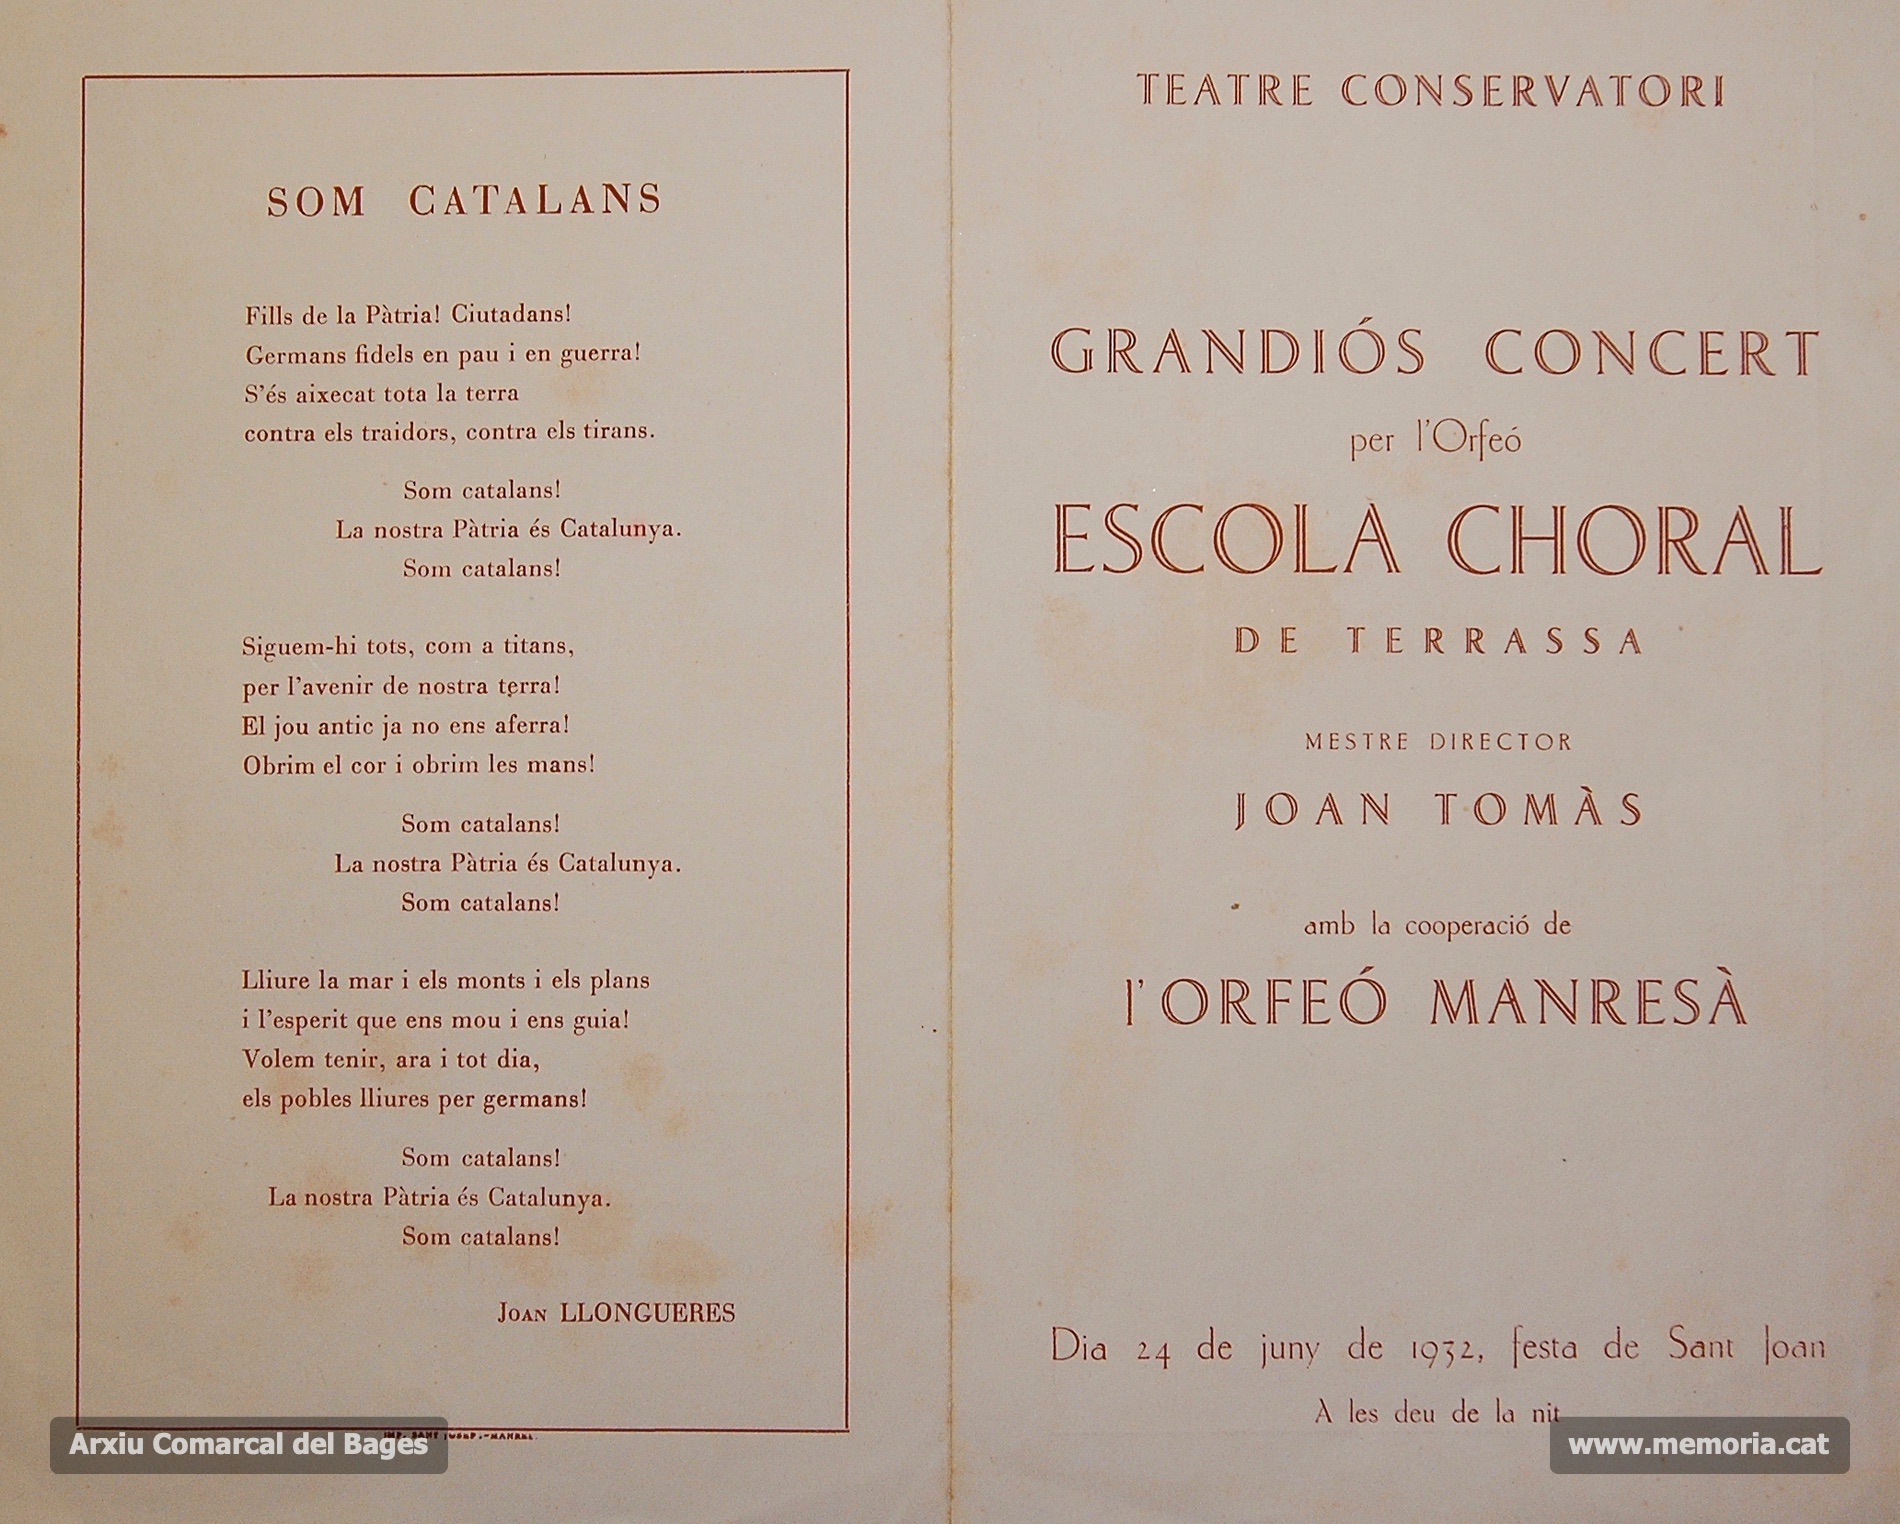 SOM CATALANS
Fills de la Pàtria! Ciutadans!
Germans fidels en pau i en guerra!
S'és aixecat tota la terra
contra els traidors, contra els tirans.
Som catalans!
La nostra Pàtria és Catalunya.
Som catalans!
Siguem-hi tots, com a titans,
per l'avenir de nostra terra!
El jou antic ja no ens aferra!
Obrim el cor i obrim les mans!
Som catalans!
La nostra Pàtria és Catalunya.
Som catalans!
Lliure la mar i els monts i els plans
i l'esperit que ens mou i ens guia!
Volem tenir, ara i tot dia,
els pobles lliures per germans!
Som catalans!
La nostra Pàtria és Catalunya.
Som catalans!
Joan LLONGUERES
IMP. SANT JOSEP.-MANRE.
Arxiu Comarcal del Bages
TEATRE CONSERVATORI
GRANDIÓS CONCERT
per l'Orfeó
ESCOLA CHORAL
DE TERRASSA
MESTRE DIRECTOR
JOAN TOMÀS
amb la cooperació de
l'ORFEÓ MANRESÀ
Dia 24 de juny de 1932, festa de Sant Joan
A les deu de la nit
www.memoria.cat